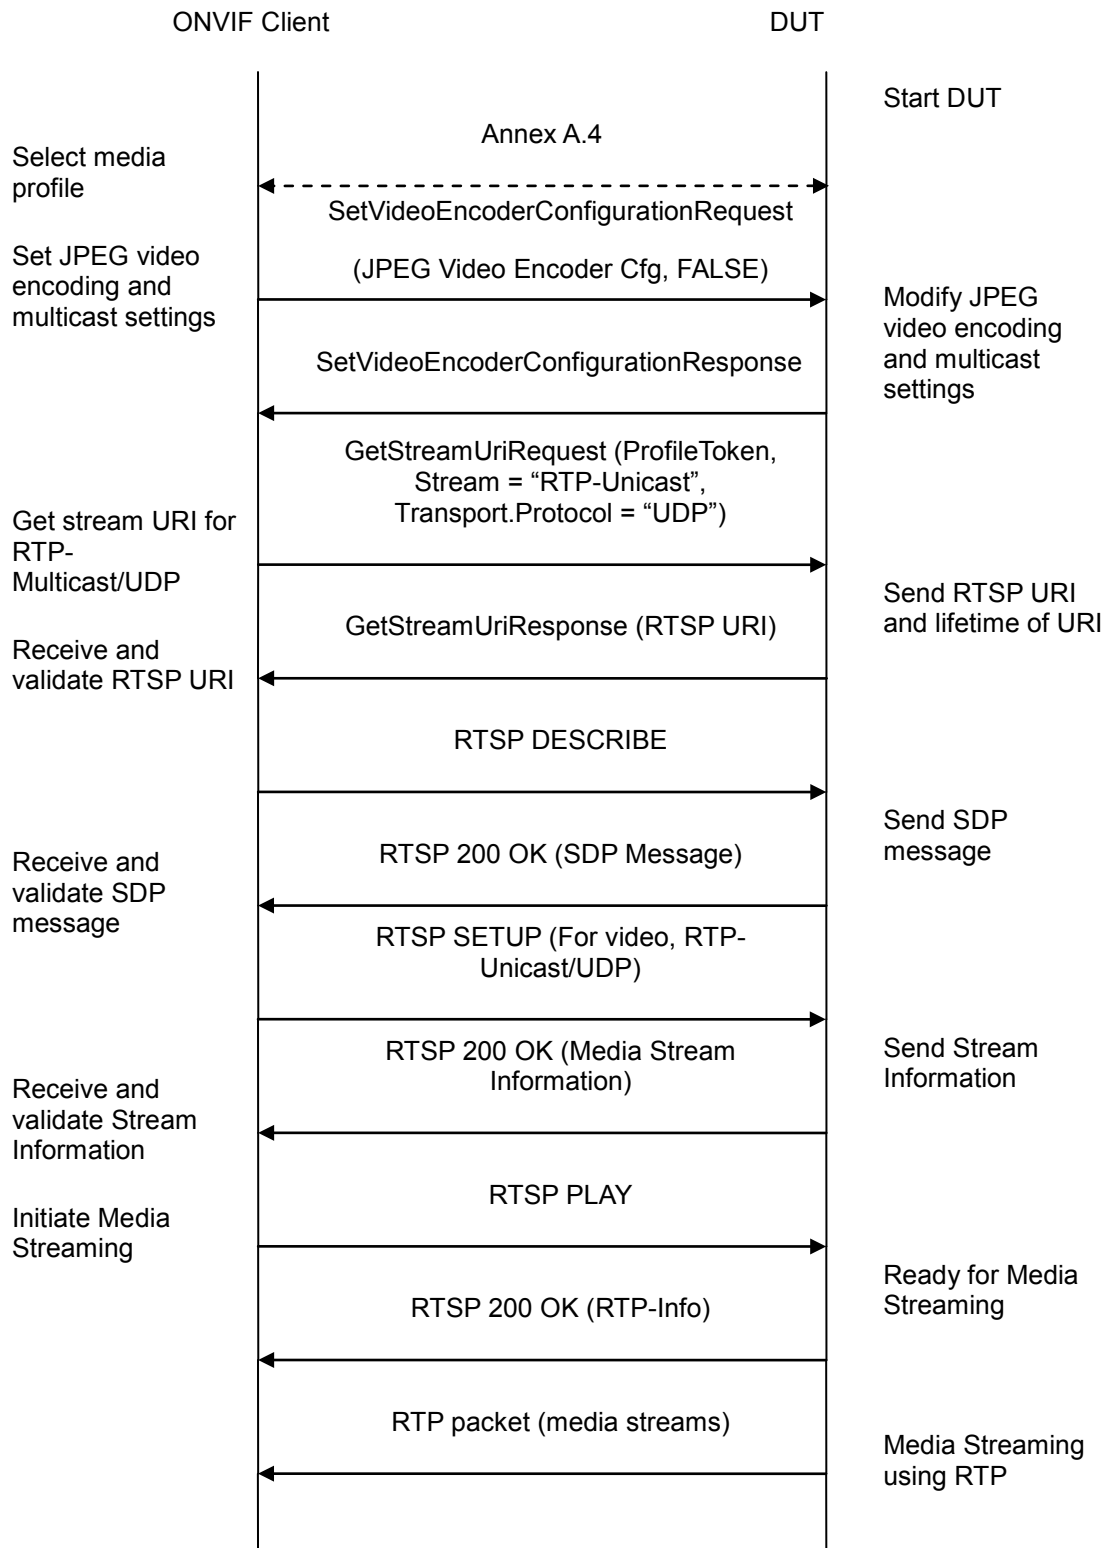 ONVIF Client
DUT
Start DUT
Annex A.4
Select media
profile
SetVideoEncoderConfigurationRequest
Set JPEG video
encoding and
multicast settings
(JPEG Video Encoder Cfg, FALSE)
Modify JPEG
video encoding
and multicast
settings
SetVideoEncoderConfigurationResponse
GetStreamUriRequest (ProfileToken,
Stream = “RTP-Unicast”,
Transport.Protocol = “UDP”)
Get stream URI for
RTP-
Multicast/UDP
Send RTSP URI
and lifetime of URI
GetStreamUriResponse (RTSP URI)
Receive and
validate RTSP URI
RTSP DESCRIBE
Send SDP
message
RTSP 200 OK (SDP Message)
Receive and
validate SDP
message
RTSP SETUP (For video, RTP-
Unicast/UDP)
Send Stream
Information
RTSP 200 OK (Media Stream
Information)
Receive and
validate Stream
Information
RTSP PLAY
Initiate Media
Streaming
Ready for Media
Streaming
RTSP 200 OK (RTP-Info)
RTP packet (media streams)
Media Streaming
using RTP